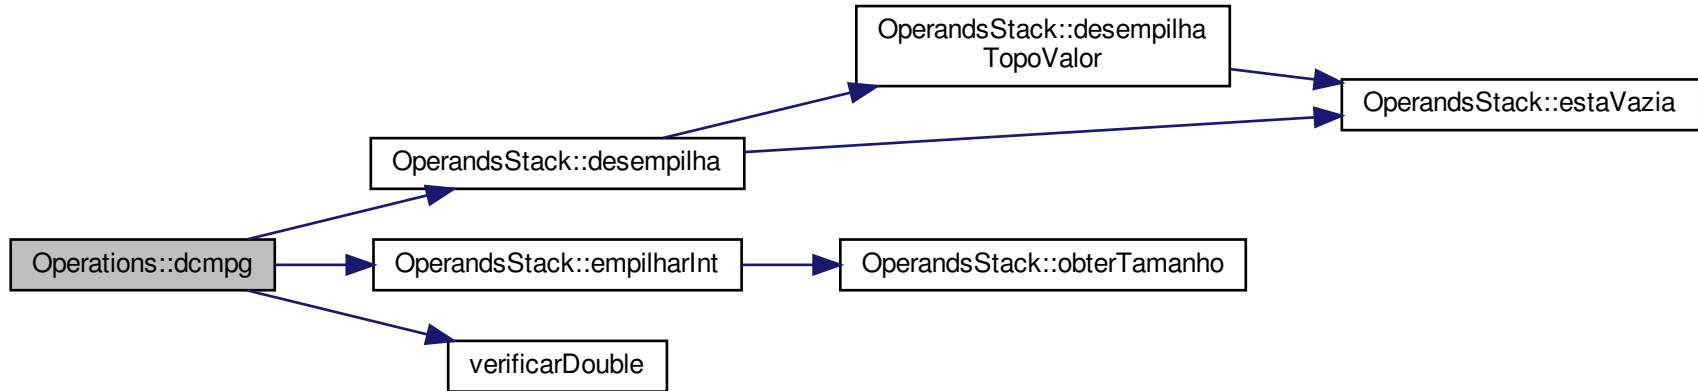 OperandsStack::desempilha
TopoValor
OperandsStack::estaVazia
OperandsStack::desempilha
Operations::dcmpg
OperandsStack::empilharInt
OperandsStack::obterTamanho
verificarDouble